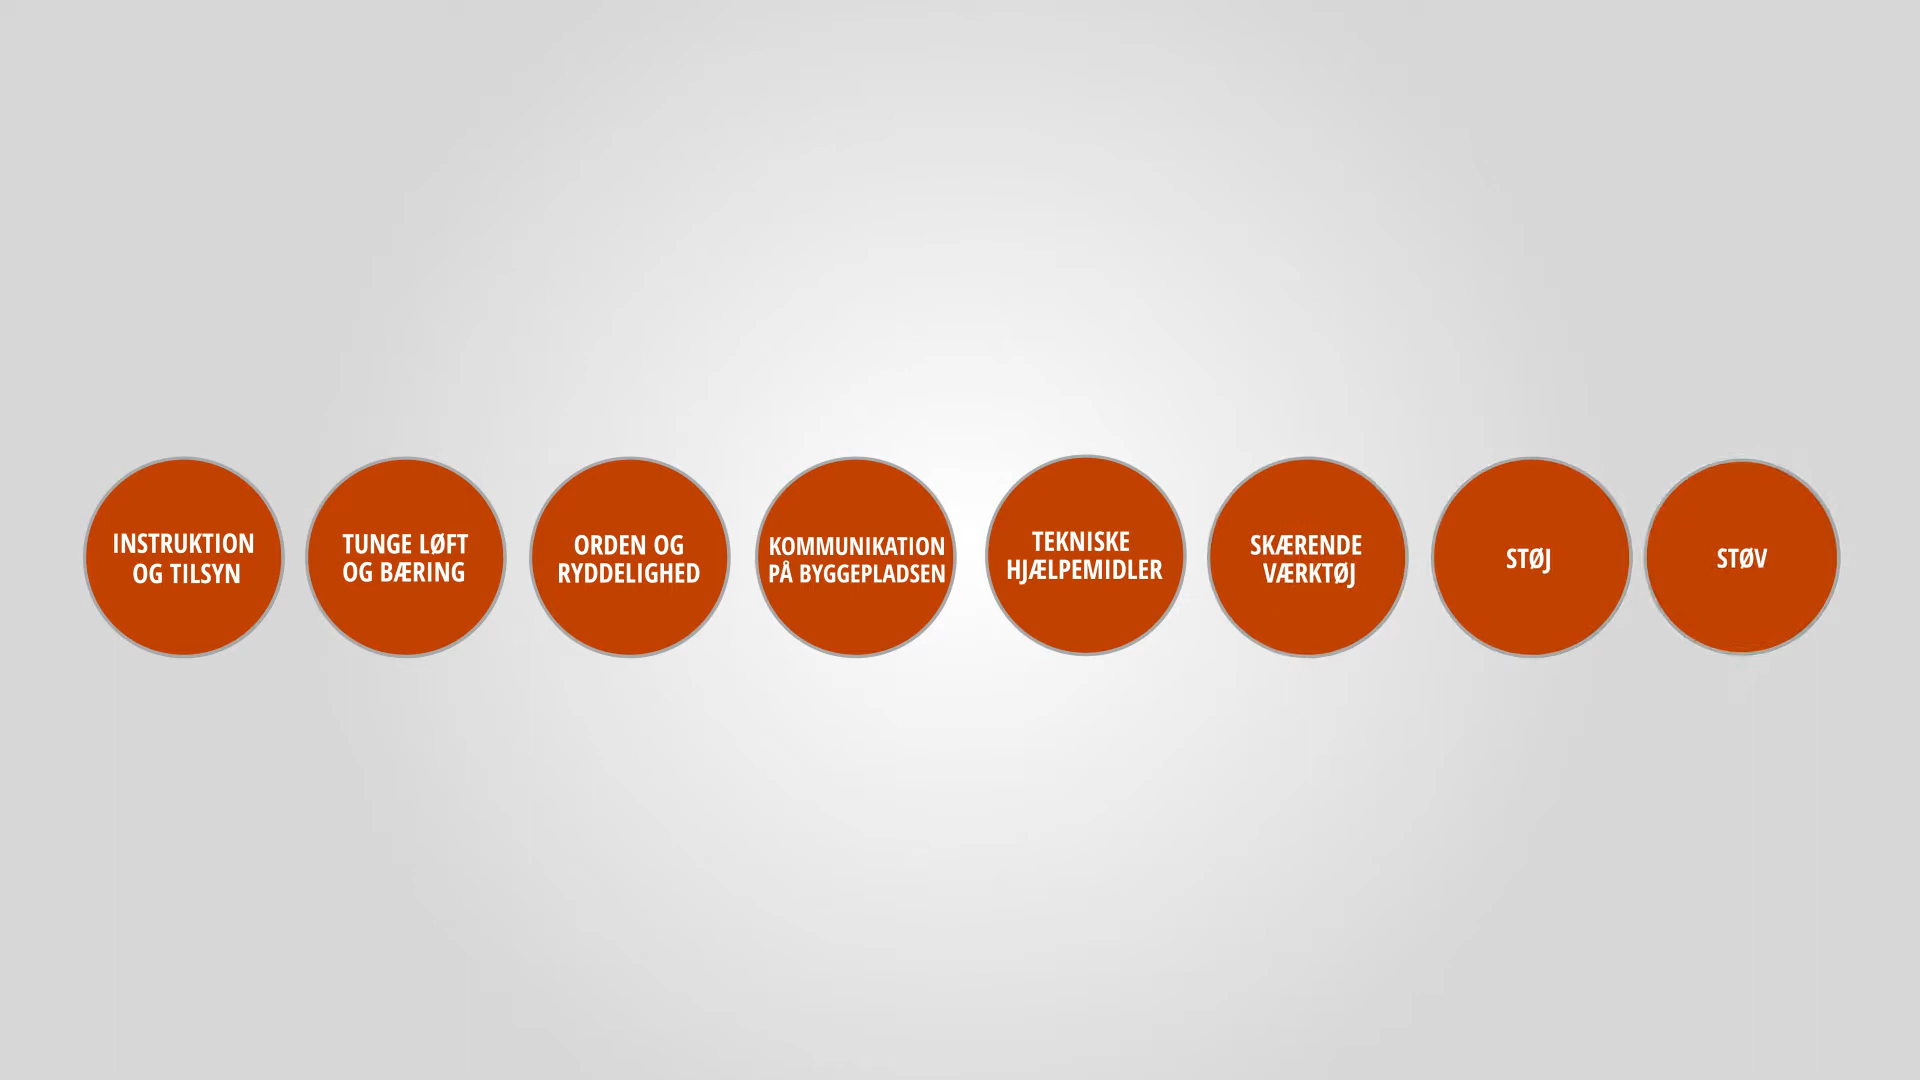 INSTRUKTION
OG TILSYN
TUNGE LØFT
OG BÆRING
ORDEN OG
RYDDELIGHED
KOMMUNIKATION
PÅ BYGGEPLADSEN
TEKNISKE
HJÆLPEMIDLER
SKÆRENDE
VÆRKTØJ
STØJ
STØV